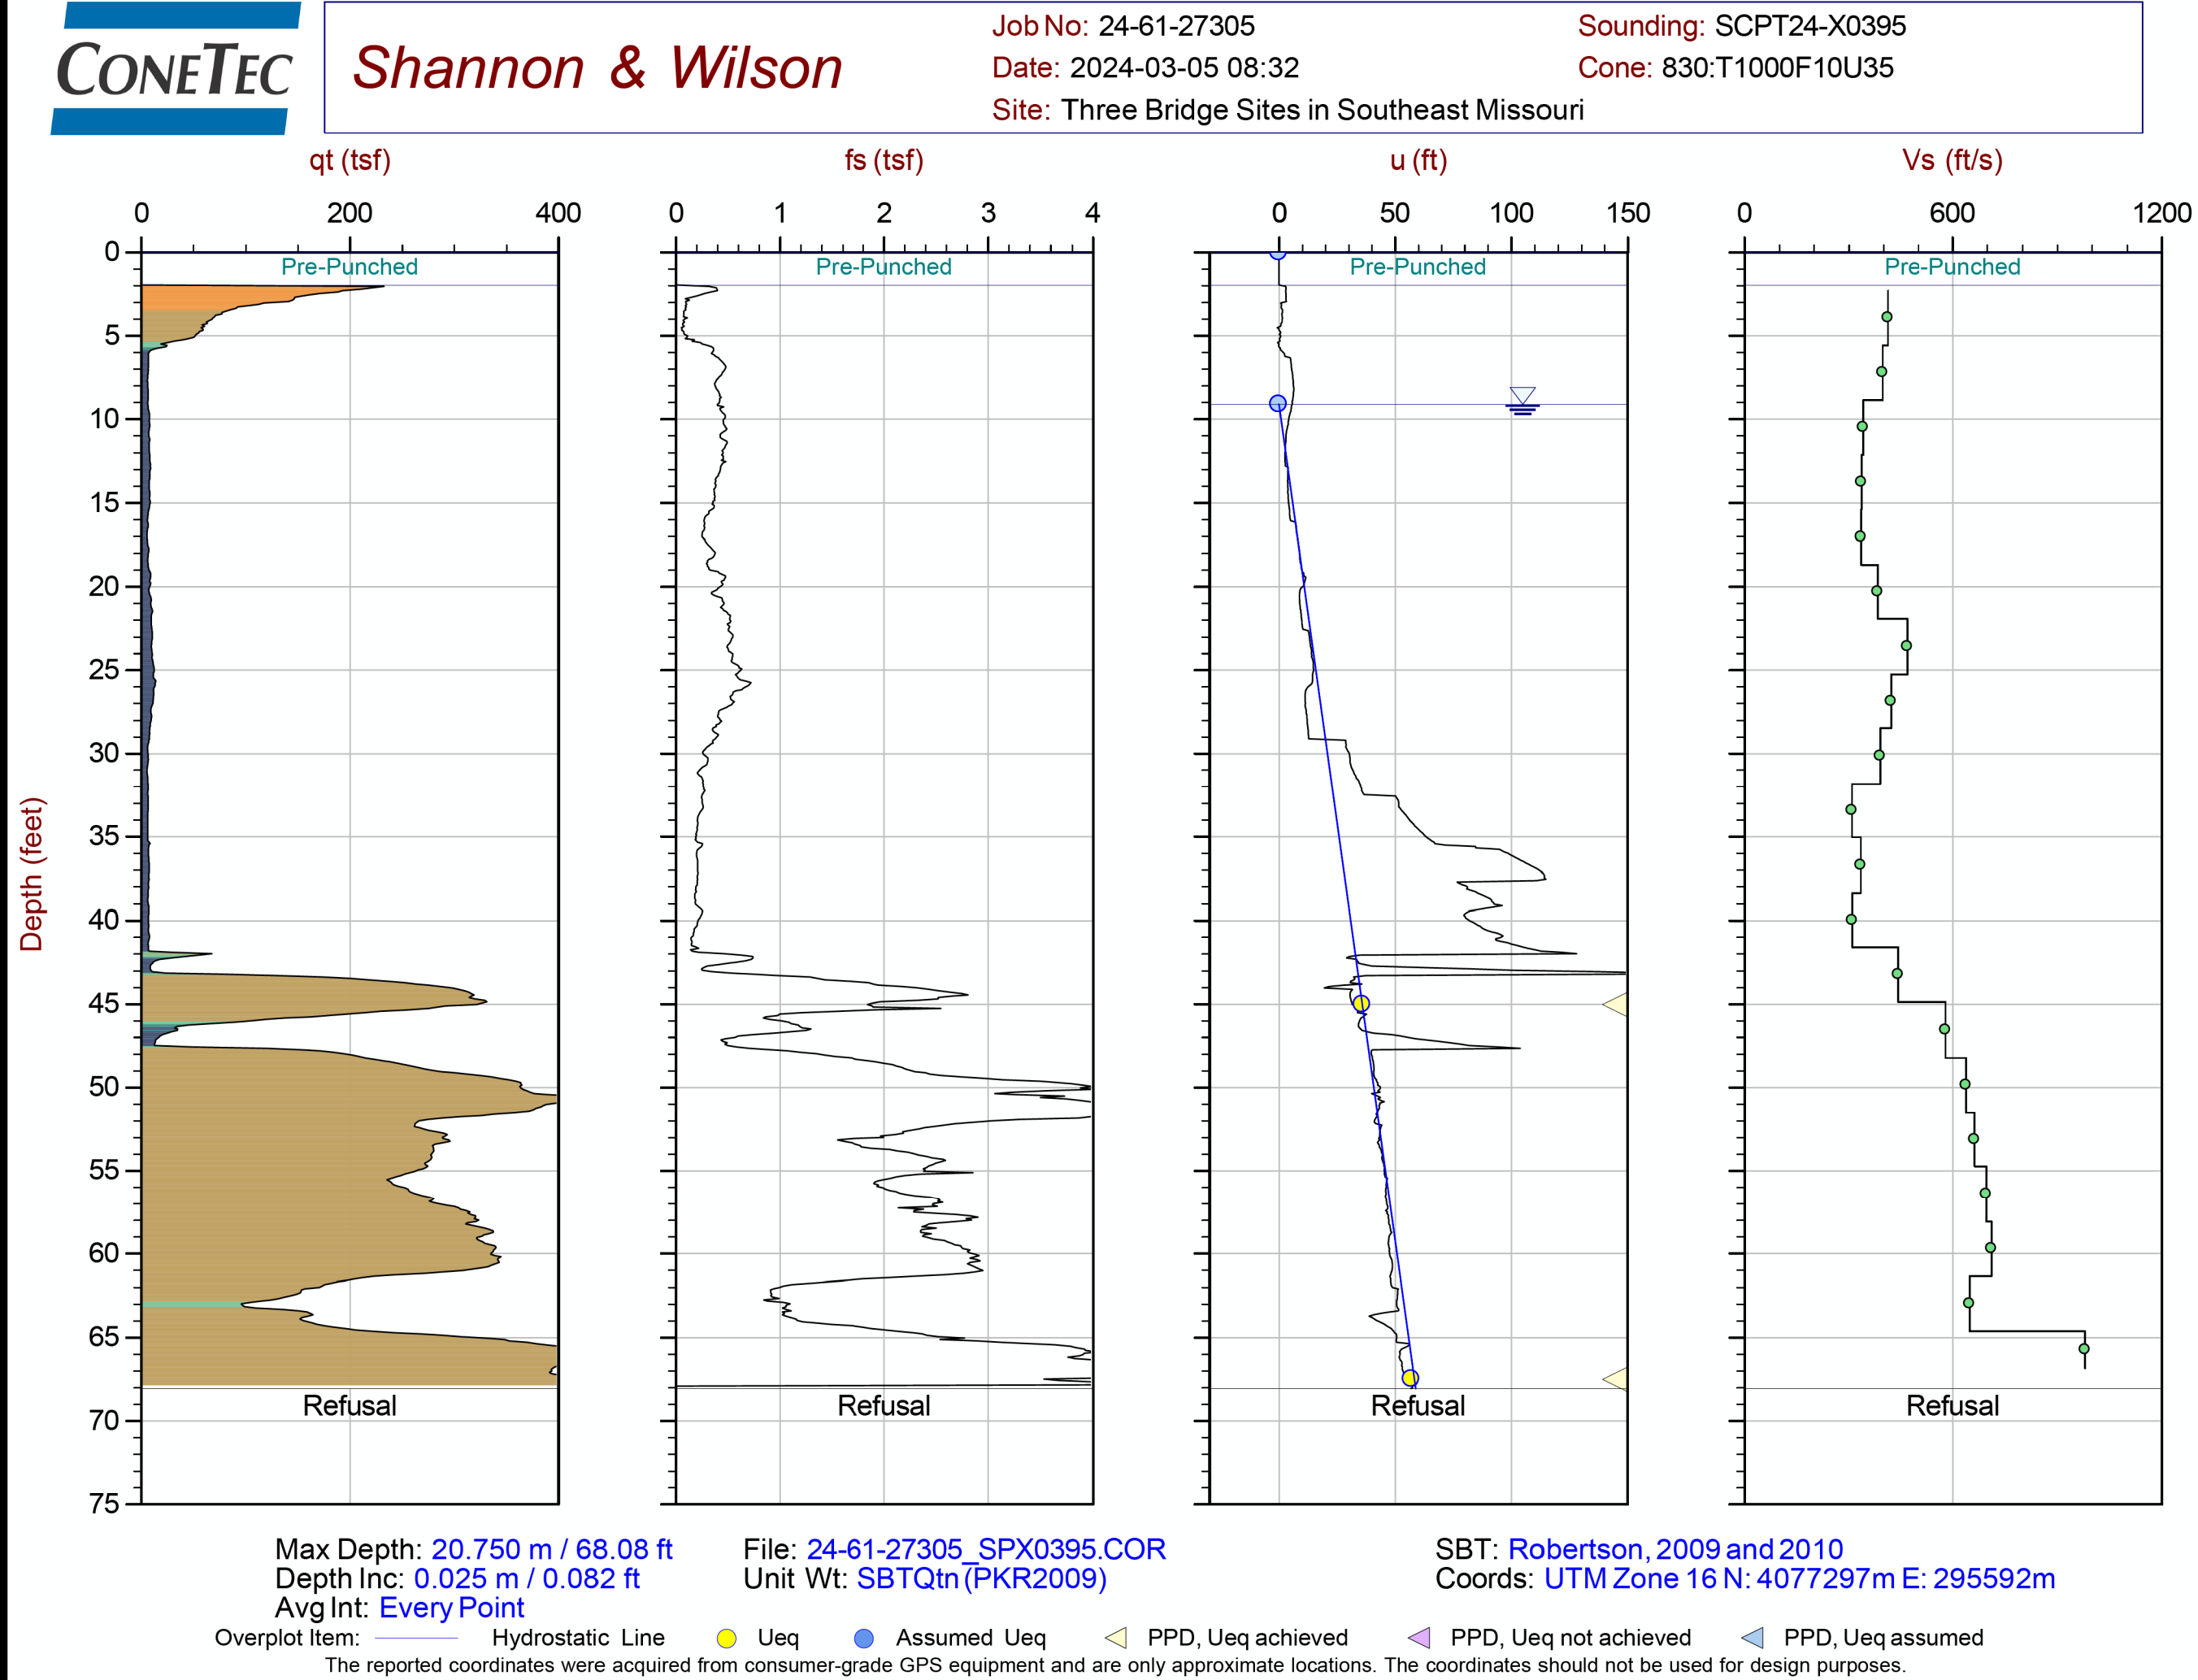 CONETEC
Shannon & Wilson
Job No: 24-61-27305
Date: 2024-03-05 08:32
Site: Three Bridge Sites in Southeast Missouri
Sounding: SCPT24-X0395
Cone: 830:T1000F10U35
qt (tsf)
fs (tsf)
u (ft)
Vs (ft/s)
0 200 400
0 1 2 3 4
0 50 100 150
0 600 1200
Depth (feet)
0
5
10
15
20
25
30
35
40
45
50
55
60
65
70
75
Pre-Punched
Pre-Punched
Pre-Punched
Pre-Punched
Refusal
Refusal
Refusal
Refusal
Max Depth: 20.750 m / 68.08 ft
Depth Inc: 0.025 m / 0.082 ft
Avg Int: Every Point
File: 24-61-27305_SPX0395.COR
Unit Wt: SBTQtn (PKR2009)
SBT: Robertson, 2009 and 2010
Coords: UTM Zone 16 N: 4077297m E: 295592m
Overplot Item: Hydrostatic Line Ueq Assumed Ueq PPD, Ueq achieved PPD, Ueq not achieved PPD, Ueq assumed
The reported coordinates were acquired from consumer-grade GPS equipment and are only approximate locations. The coordinates should not be used for design purposes.